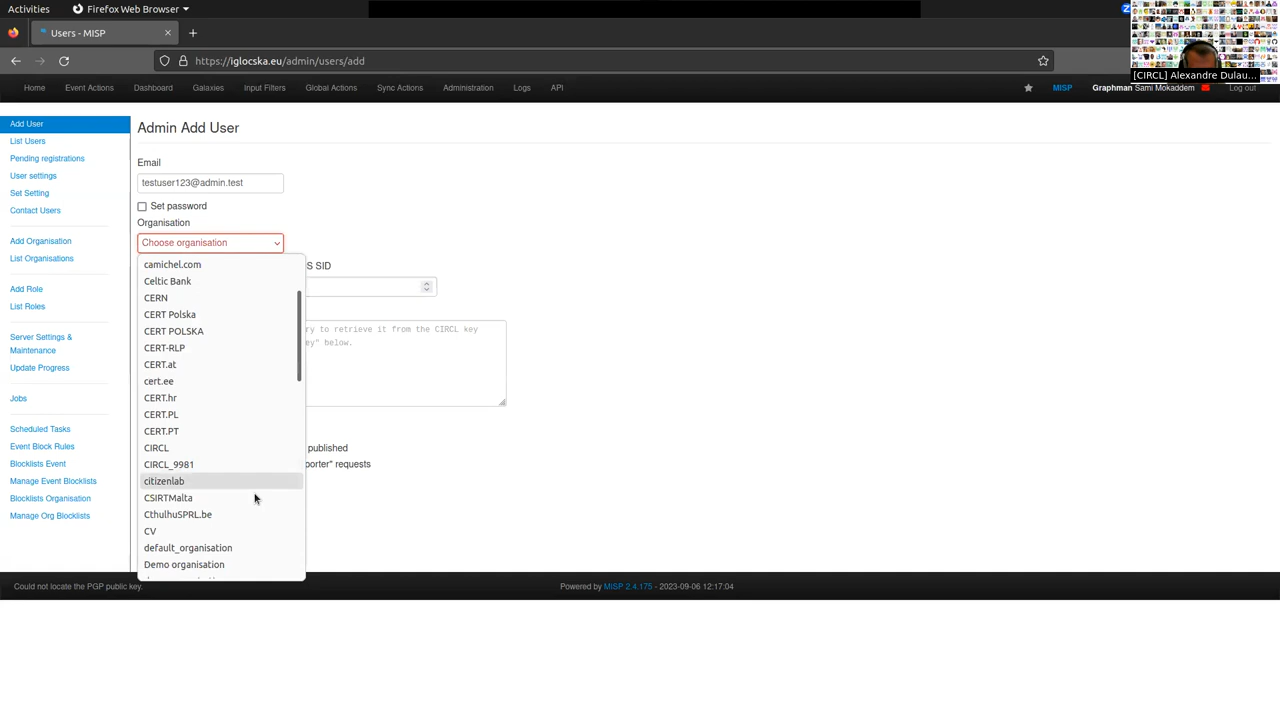 Activities
Firefox Web Browser
Users - MISP
https://iglocska.eu/admin/users/add
[CIRCL] Alexandre Dulau...
Home Event Actions Dashboard Galaxies Input Filters Global Actions Sync Actions Administration Logs API
MISP Graphman Sami Mokaddem Log out
Add User
List Users
Pending registrations
User settings
Set Setting
Contact Users
Add Organisation
List Organisations
Add Role
List Roles
Server Settings &
Maintenance
Update Progress
Jobs
Scheduled Tasks
Event Block Rules
Blocklists Event
Manage Event Blocklists
Blocklists Organisation
Manage Org Blocklists
Admin Add User
Email
testuser123@admin.test
Set password
Organisation
Choose organisation
camichel.com
Celtic Bank
CERN
CERT Polska
CERT POLSKA
CERT-RLP
CERT.at
cert.ee
CERT.hr
CERT.PL
CERT.PT
CIRCL
CIRCL_9981
citizenlab
CSIRTMalta
CthulhuSPRL.be
CV
default_organisation
Demo organisation
S SID
ry to retrieve it from the CIRCL key
ey" below.
published
porter" requests
Could not locate the PGP public key.
Powered by MISP 2.4.175 - 2023-09-06 12:17:04